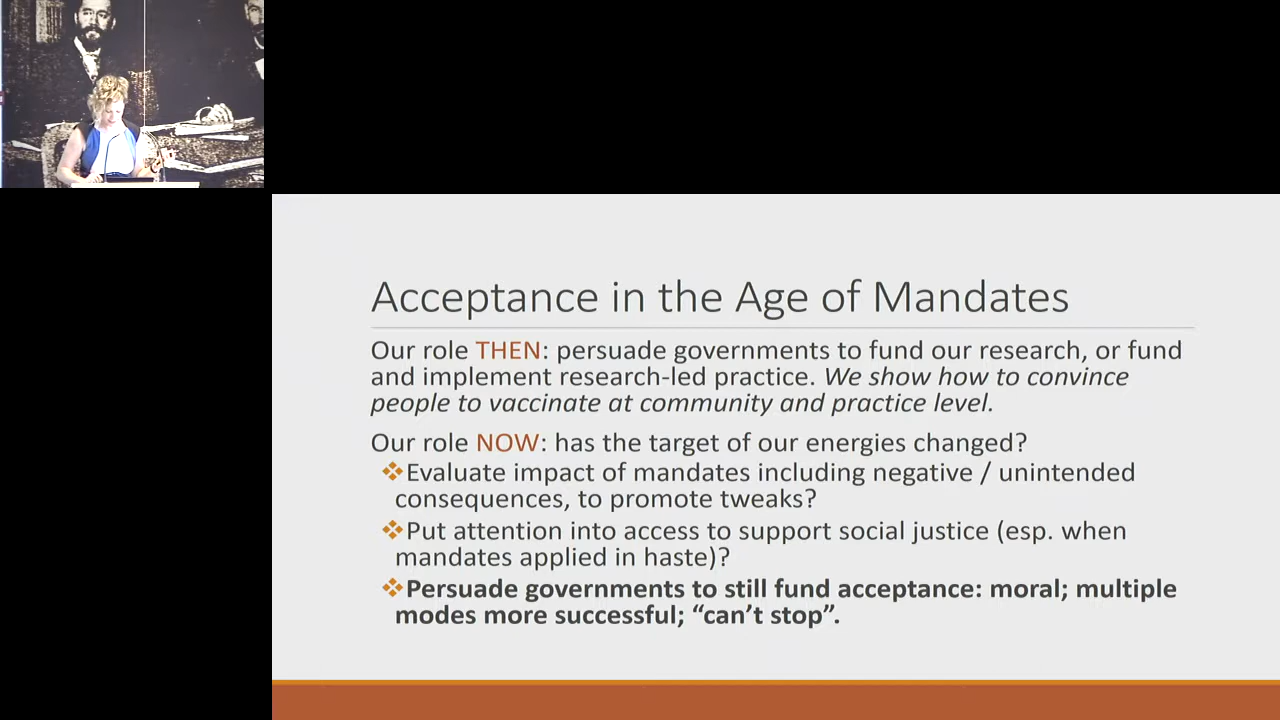 Acceptance in the Age of Mandates
Our role THEN: persuade governments to fund our research, or fund
and implement research-led practice. We show how to convince
people to vaccinate at community and practice level.
Our role NOW: has the target of our energies changed?
❖Evaluate impact of mandates including negative / unintended
consequences, to promote tweaks?
❖Put attention into access to support social justice (esp. when
mandates applied in haste)?
❖Persuade governments to still fund acceptance: moral; multiple
modes more successful; “can’t stop”.